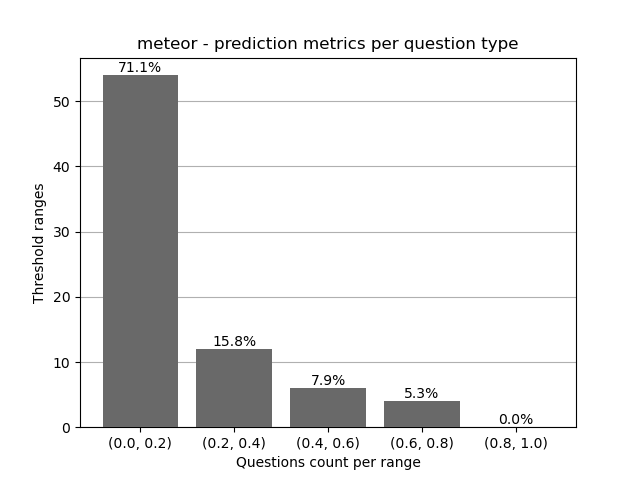 meteor - prediction metrics per question type
71.1%
50
40
Threshold ranges
30
20
15.8%
10
7.9%
5.3%
0.0%
0
(0.0, 0.2) (0.2, 0.4) (0.4, 0.6) (0.6, 0.8) (0.8, 1.0)
Questions count per range